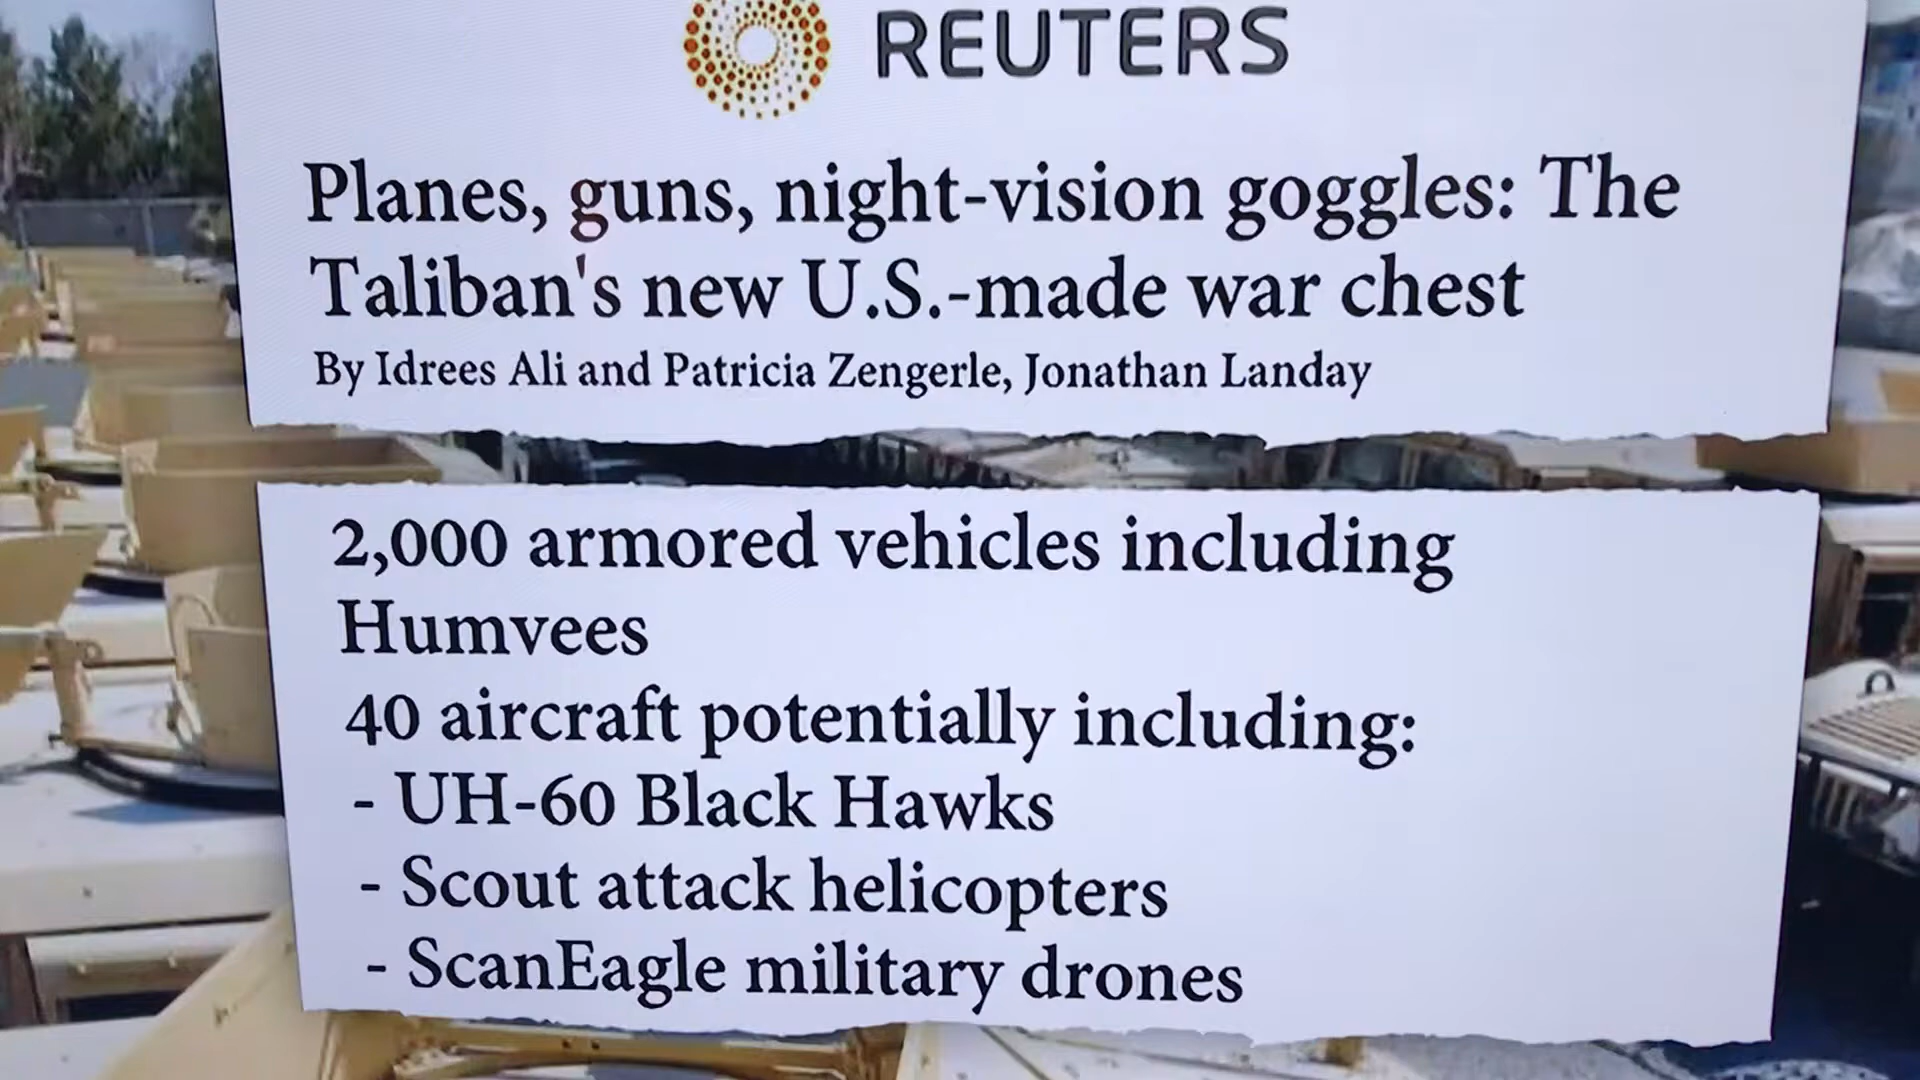 REUTERS
Planes, guns, night-vision goggles: The
Taliban's new U.S.-made war chest
By Idrees Ali and Patricia Zengerle, Jonathan Landay
2,000 armored vehicles including
Humvees
40 aircraft potentially including:
- UH-60 Black Hawks
- Scout attack helicopters
- ScanEagle military drones